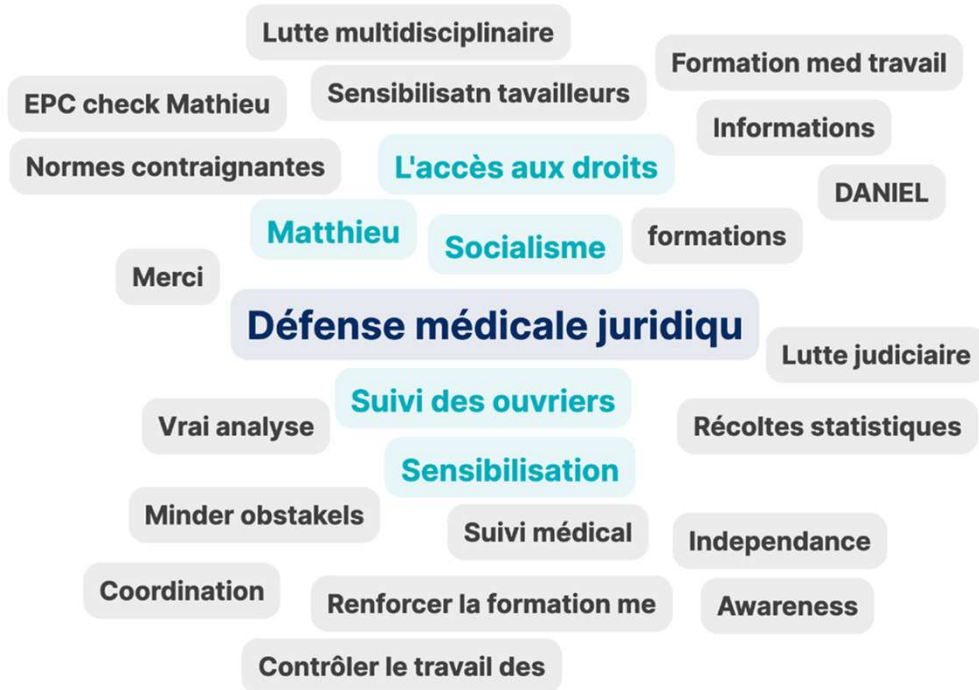 Lutte multidisciplinaire
Formation med travail
Sensibilisatn tavailleurs
EPC check Mathieu
Informations
Normes contraignantes
L'accès aux droits
DANIEL
Matthieu
Socialisme
formations
Merci
Défense médicale juridiqu
Lutte judiciaire
Suivi des ouvriers
Vrai analyse
Récoltes statistiques
Sensibilisation
Minder obstakels
Suivi médical
Independance
Coordination
Renforcer la formation me
Awareness
Contrôler le travail des